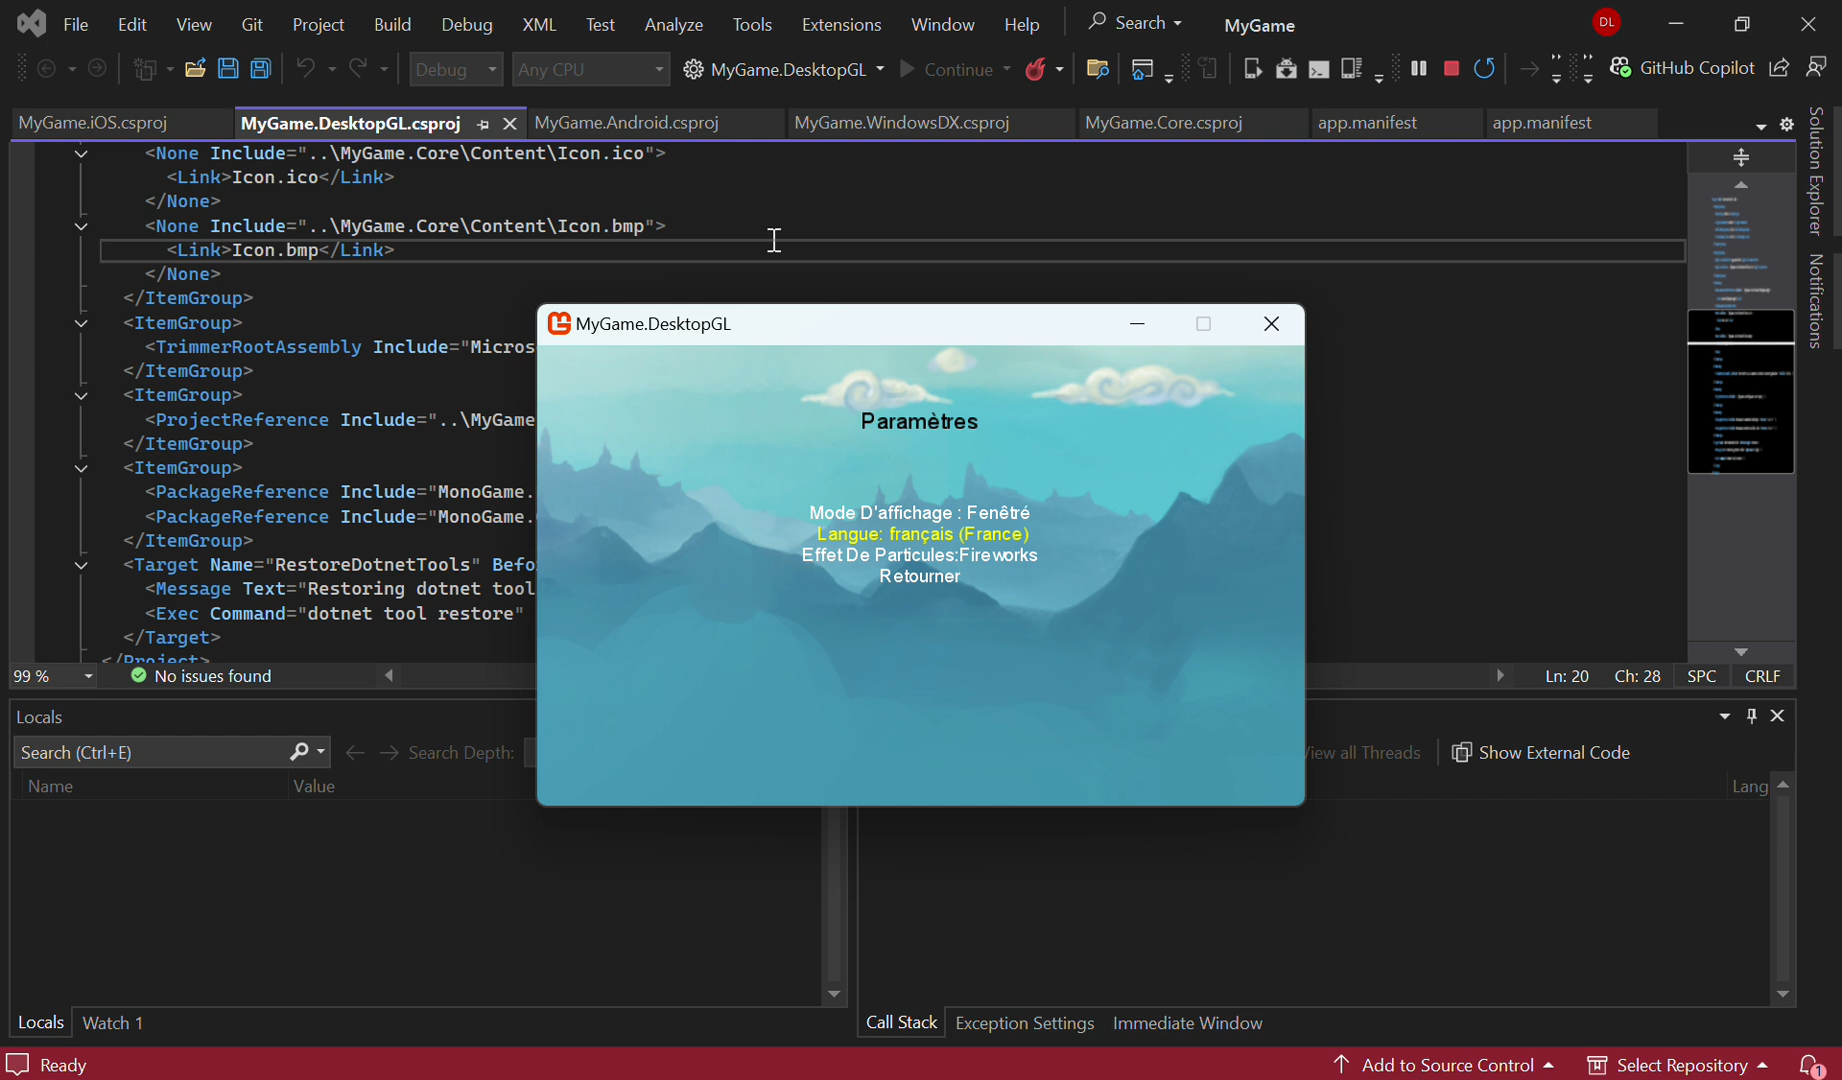 File Edit View Git Project Build Debug XML Test Analyze Tools Extensions Window Help Search MyGame DL
Debug Any CPU MyGame.DesktopGL Continue GitHub Copilot
MyGame.iOS.csproj MyGame.DesktopGL.csproj MyGame.Android.csproj MyGame.WindowsDX.csproj MyGame.Core.csproj app.manifest app.manifest
<None Include="..\MyGame.Core\Content\Icon.ico">
<Link>Icon.ico</Link>
</None>
<None Include="..\MyGame.Core\Content\Icon.bmp">
<Link>Icon.bmp</Link>
</None>
</ItemGroup>
<ItemGroup>
<TrimmerRootAssembly Include="Micros
</ItemGroup>
<ItemGroup>
<ProjectReference Include="..\MyGame
</ItemGroup>
<ItemGroup>
<PackageReference Include="MonoGame.
<PackageReference Include="MonoGame.
</ItemGroup>
<Target Name="RestoreDotnetTools" Befo
<Message Text="Restoring dotnet tool
<Exec Command="dotnet tool restore"
</Target>
</Project>
Solution Explorer
Notifications
MyGame.DesktopGL
Paramètres
Mode D'affichage : Fenêtré
Langue: français (France)
Effet De Particules:Fireworks
Retourner
99 % No issues found Ln: 20 Ch: 28 SPC CRLF
Locals
Search (Ctrl+E) Search Depth: View all Threads Show External Code
Name Value Lang
Locals Watch 1 Call Stack Exception Settings Immediate Window
Ready Add to Source Control Select Repository 1